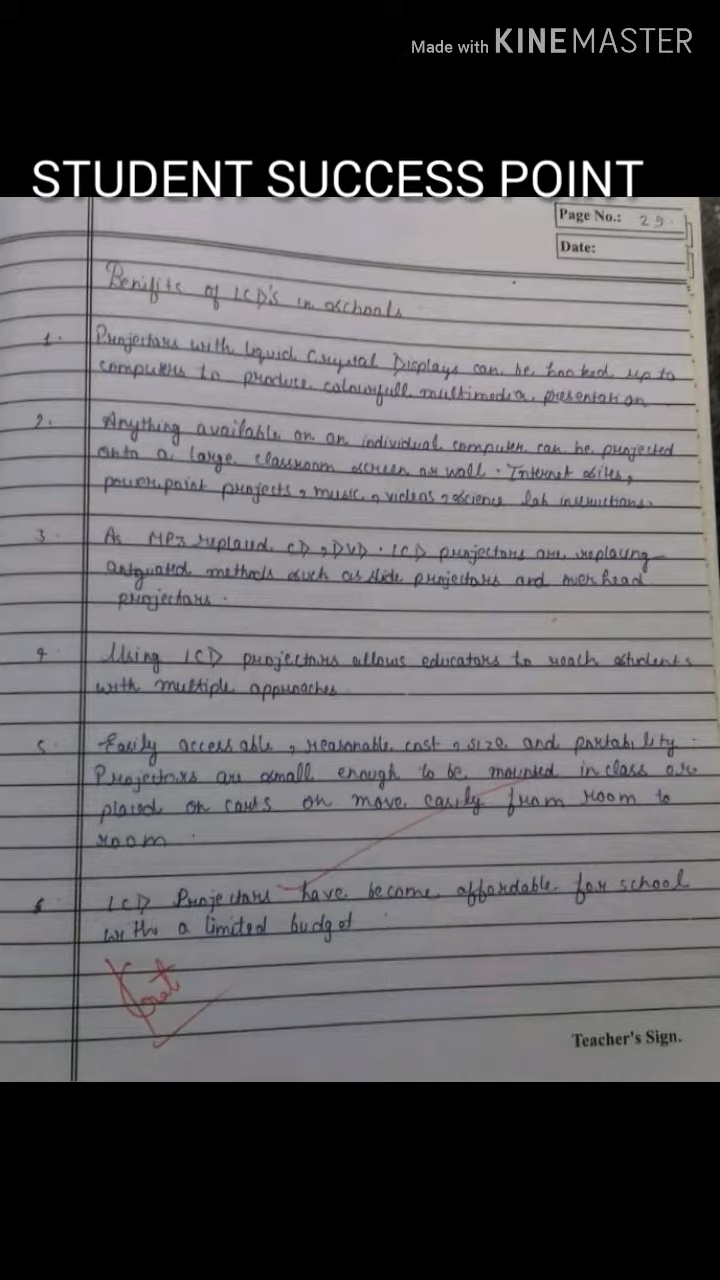 Made with KINEMASTER
STUDENT SUCCESS POINT
Page No.: 29.
Date:
Benifits of LCD's in schools
1. Projectors with Liquid Crystal Displays can be hooked up to
computers to produce colourfull multimedia presentation
2. Anything available on an individual computer can be projected
onto a large classroom screen or wall. Internet sites,
powerpoint projects, music, videos, science lab instructions.
3. As MP3 replaced CD, DVD. LCD projectors are replacing
antquated methods such as slide projectors and over head
projectors.
4 Using LCD projectors allows educators to reach students
with multiple approaches
5. Easily accessable, reasonable cost, size and portability.
Projectors are small enough to be mounted in class or
placed on carts on move easily from room to
room.
6 LCD Projectors have become affordable for school
with a limited budget
Teacher's Sign.